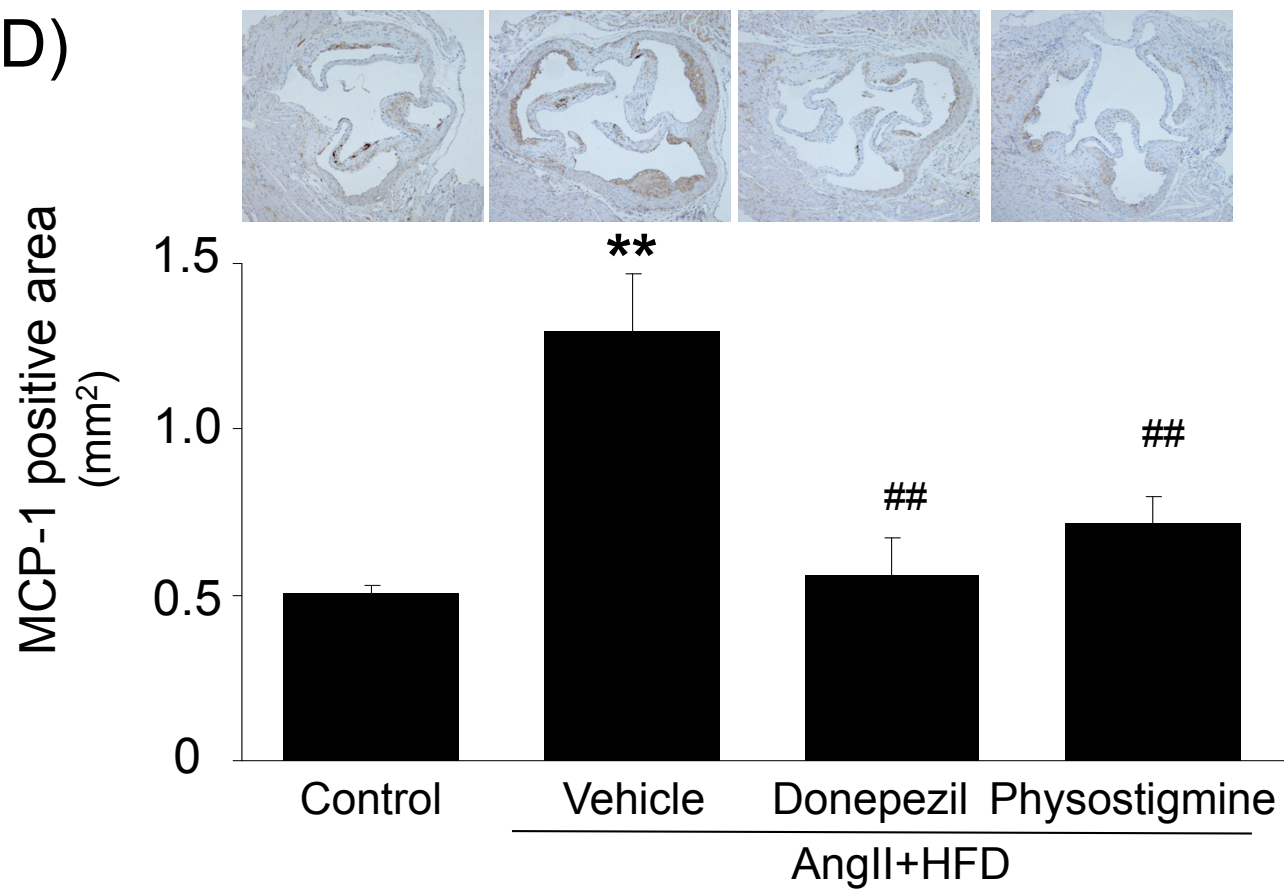 D)
MCP-1 positive area
(mm²)
1.5
1.0
0.5
0
**
##
##
Control
Vehicle
Donepezil
Physostigmine
AngII+HFD